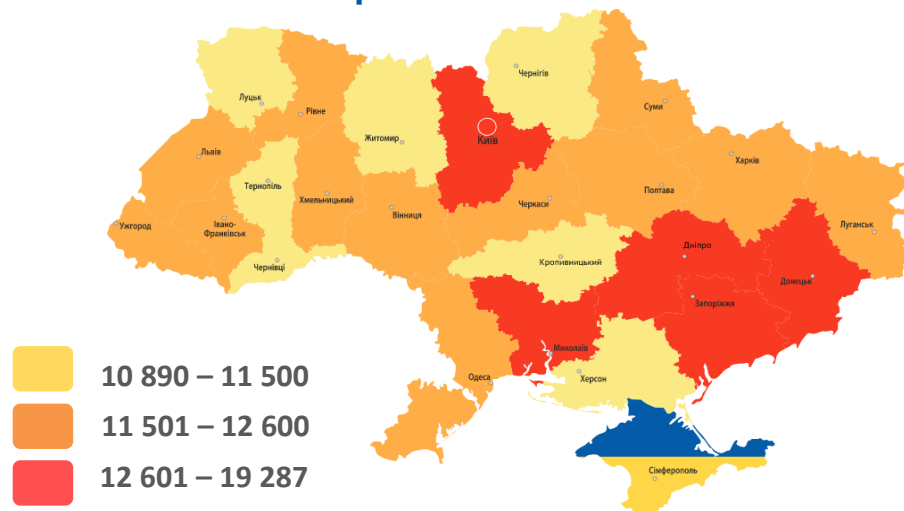 Чернігів
Луцьк
Рівне
Суми
Житомир
Київ
Львів
Харків
Тернопіль
Хмельницький
Полтава
Черкаси
Вінниця
Ужгород
Івано-
Франківськ
Луганськ
Чернівці
Кропивницький
Дніпро
Донецьк
Запоріжжя
Миколаїв
Одеса
Херсон
Сімферополь
10 890 – 11 500
11 501 – 12 600
12 601 – 19 287